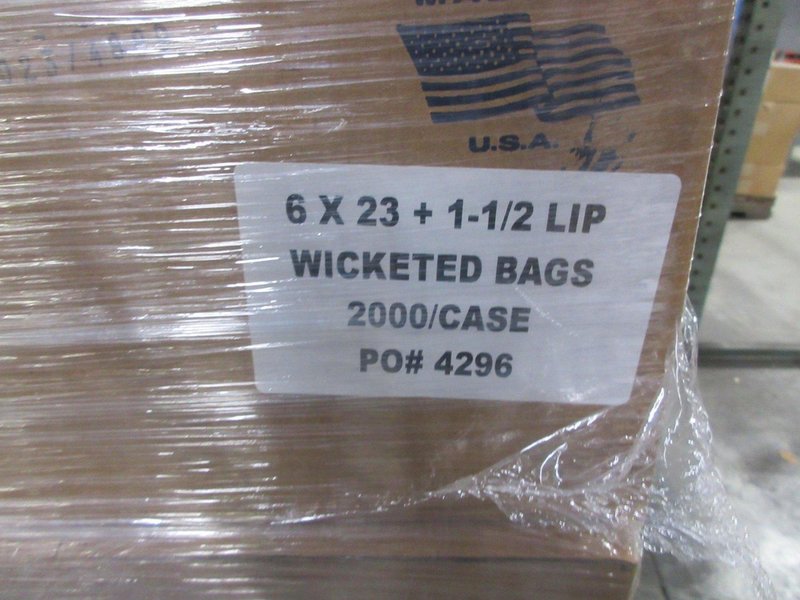 U.S.A.
6 X 23 + 1-1/2 LIP
WICKETED BAGS
2000/CASE
PO# 4296